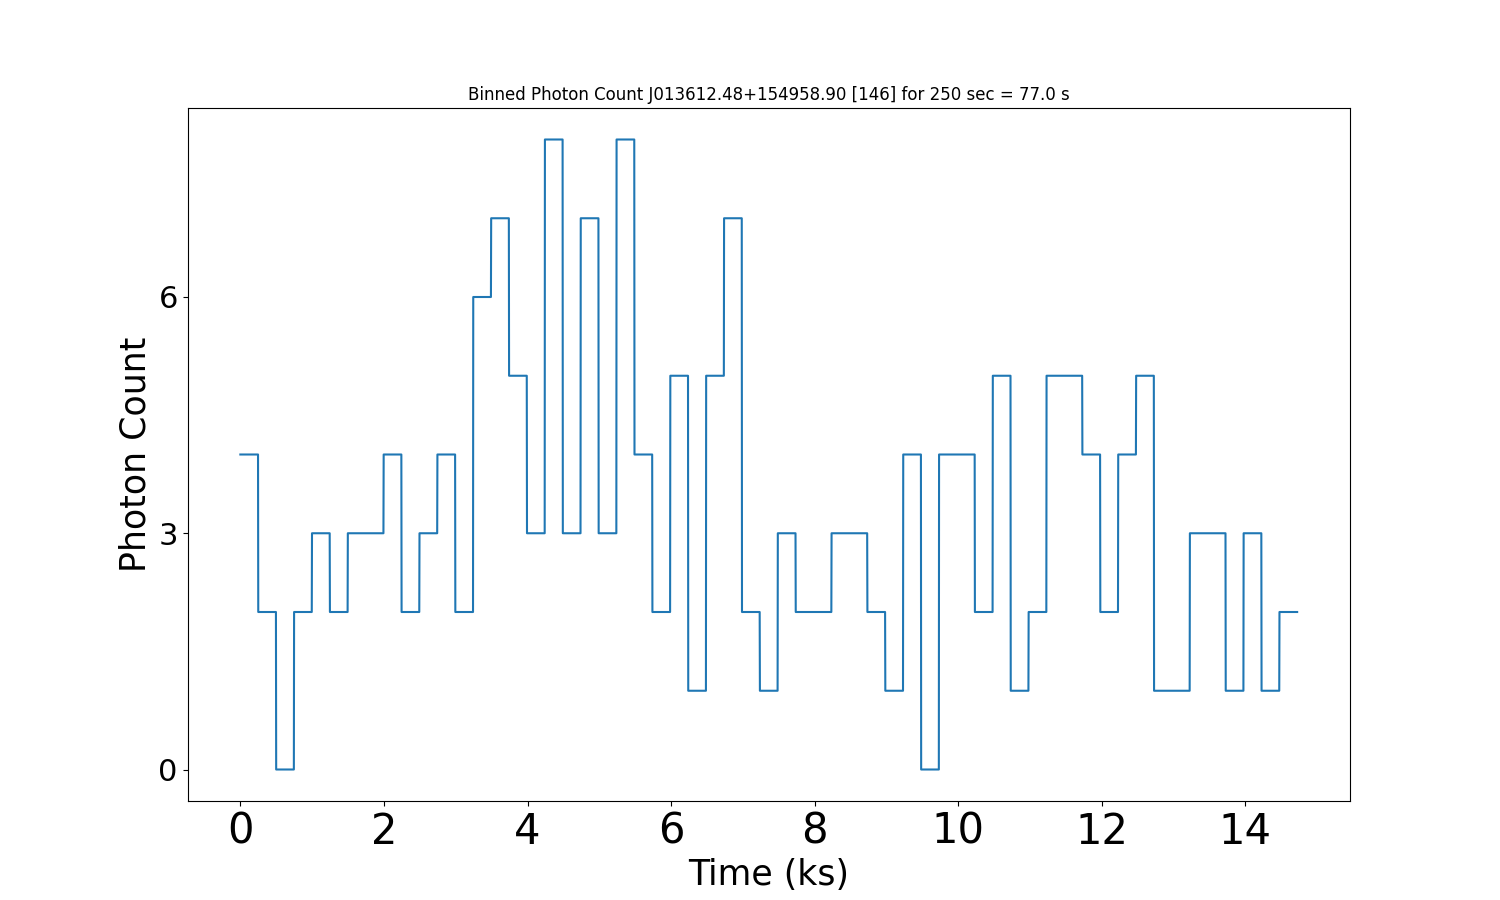 Binned Photon Count J013612.48+154958.90 [146] for 250 sec = 77.0 s
Photon Count
6
3
0
0 2 4 6 8 10 12 14
Time (ks)